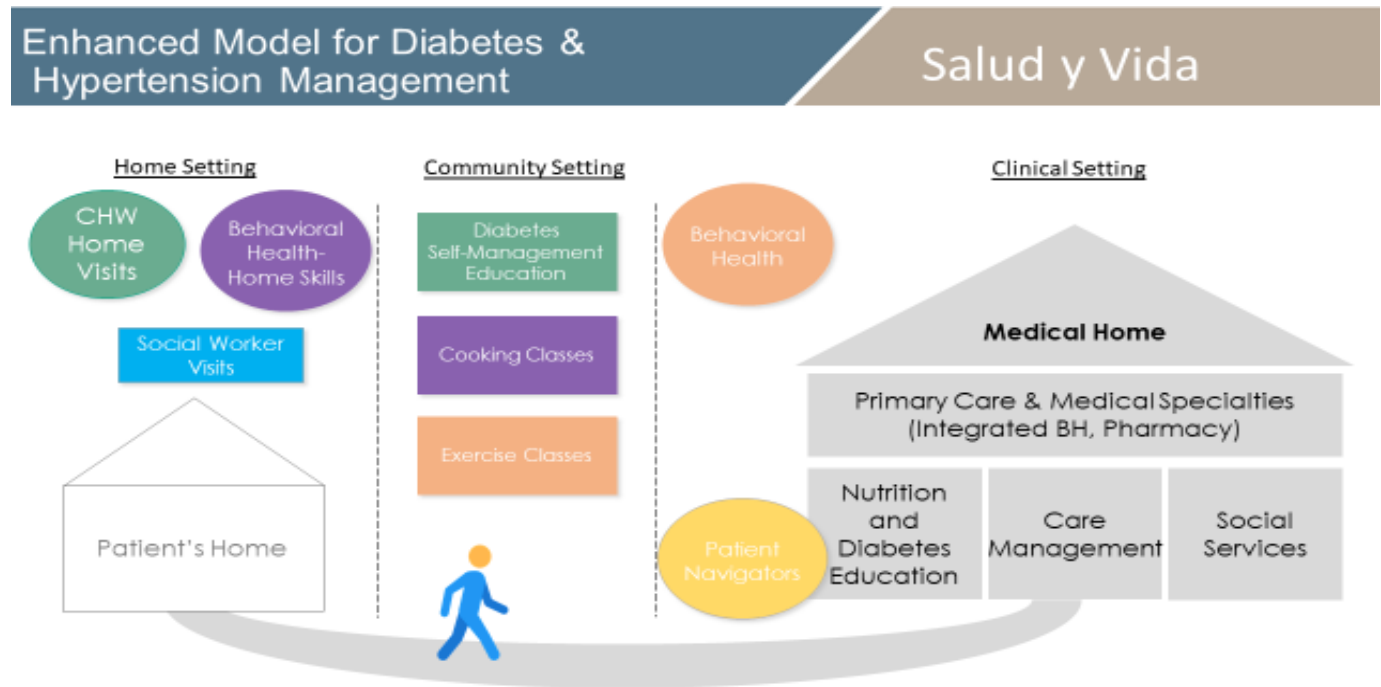 Enhanced Model for Diabetes &
Hypertension Management
Salud y Vida
Home Setting
CHW
Home
Visits
Behavioral
Health-
Home Skills
Social Worker
Visits
Patient's Home
Community Setting
Diabetes
Self-Management
Education
Cooking Classes
Exercise Classes
Clinical Setting
Behavioral
Health
Patient
Navigators
Medical Home
Primary Care & Medical Specialties
(Integrated BH, Pharmacy)
Nutrition
and
Diabetes
Education
Care
Management
Social
Services